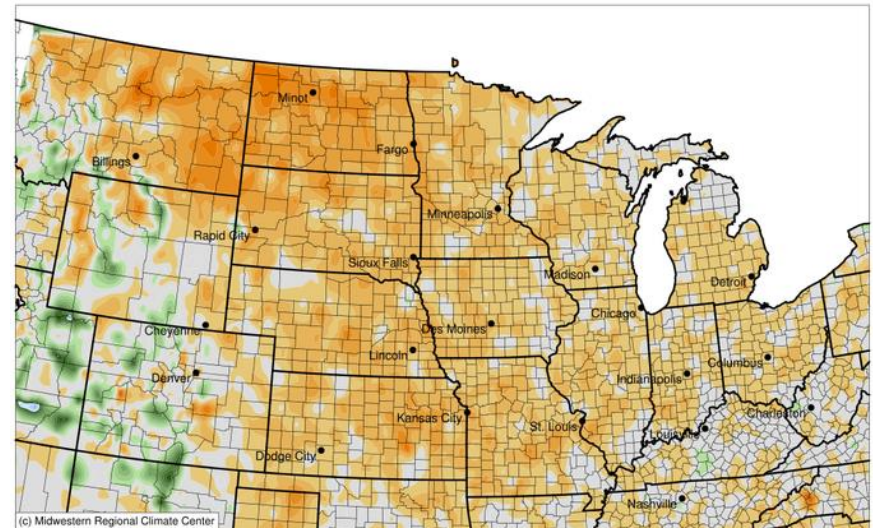 Minot
Fargo
Billings
Minneapolis
Rapid City
Sioux Falls
Madison
Detroit
Chicago
Cheyenne
Des Moines
Lincoln
Columbus
Denver
Indianapolis
Kansas City
Charleston
St. Louis
Louisville
Dodge City
Nashville
(c) Midwestern Regional Climate Center